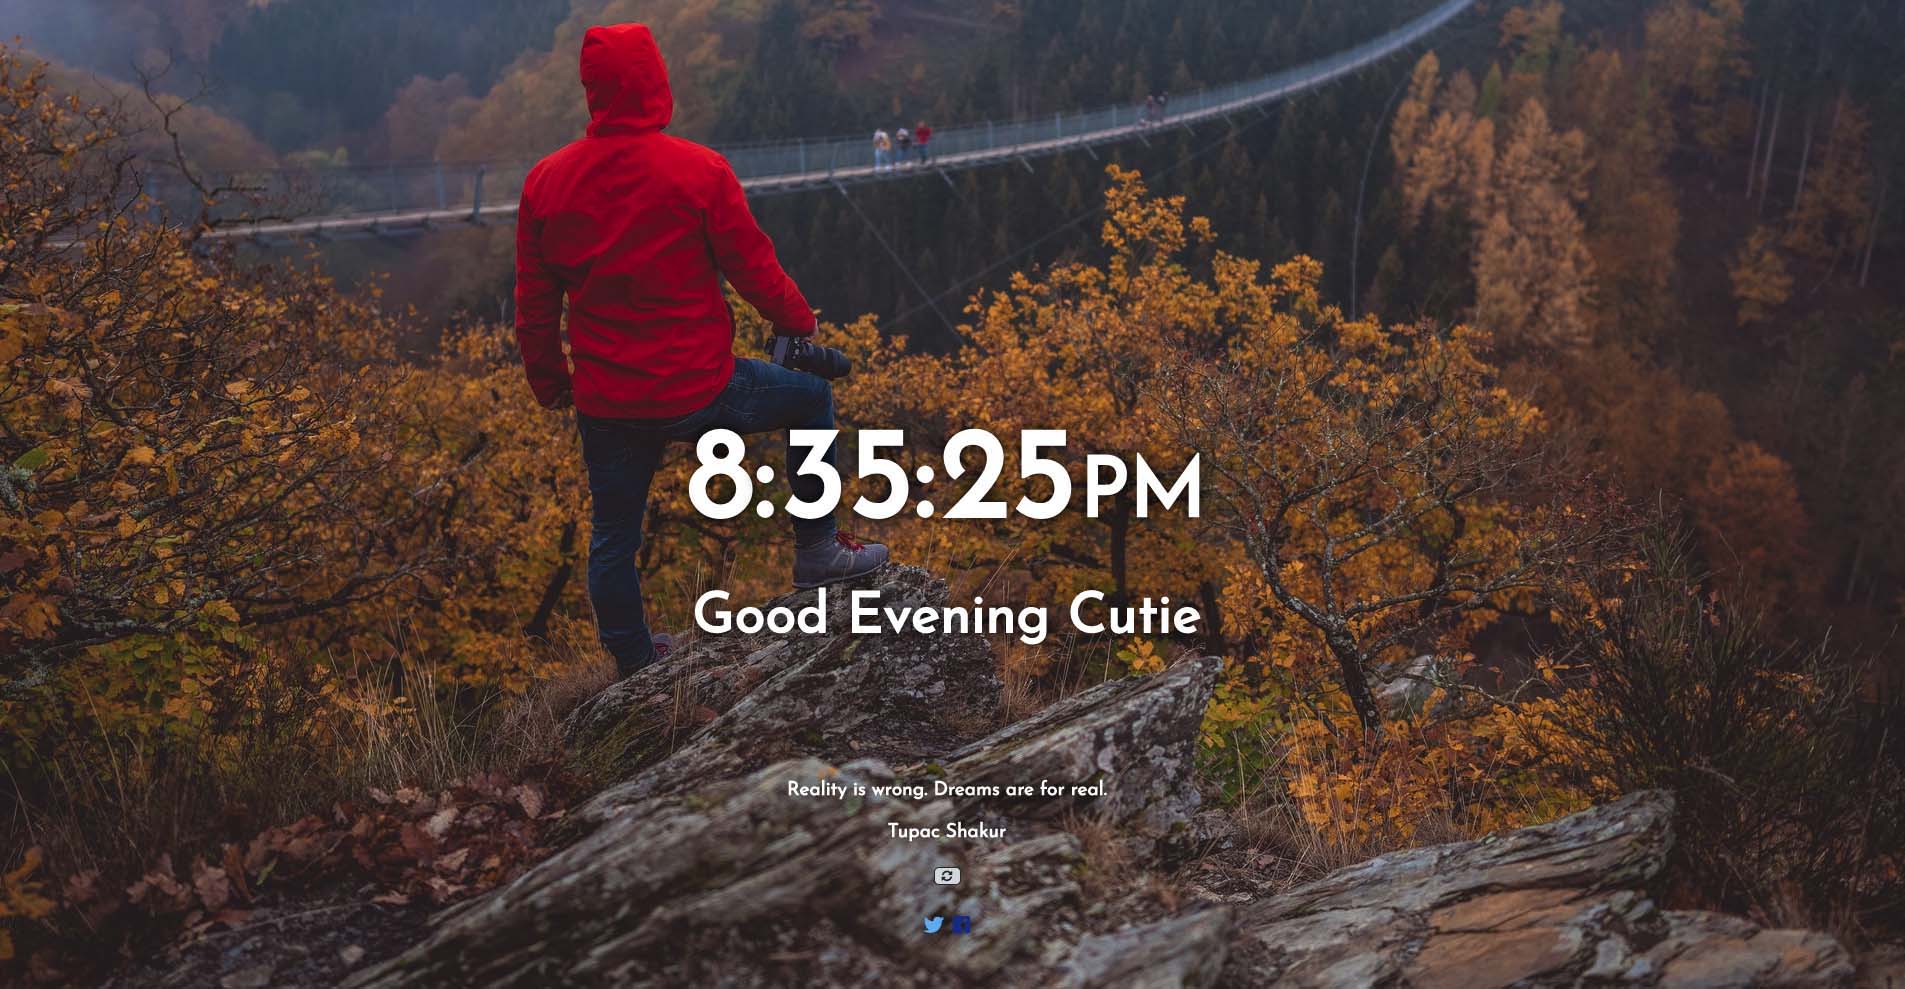 8:35:25PM
Good Evening Cutie
Reality is wrong. Dreams are for real.
Tupac Shakur